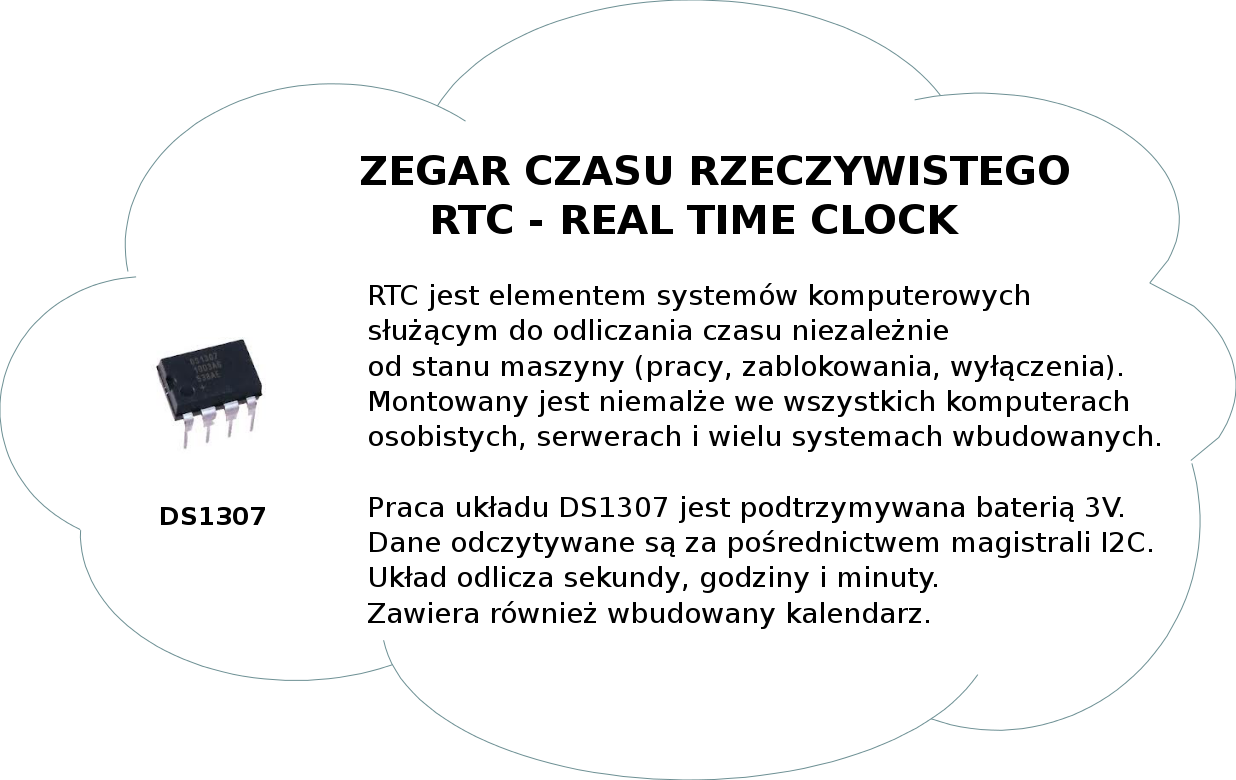 ZEGAR CZASU RZECZYWISTEGO
RTC - REAL TIME CLOCK
RTC jest elementem systemów komputerowych
służącym do odliczania czasu niezależnie
od stanu maszyny (pracy, zablokowania, wyłączenia).
Montowany jest niemalże we wszystkich komputerach
osobistych, serwerach i wielu systemach wbudowanych.
DS1307
1003A6
538AE
DS1307
Praca układu DS1307 jest podtrzymywana baterią 3V.
Dane odczytywane są za pośrednictwem magistrali I2C.
Układ odlicza sekundy, godziny i minuty.
Zawiera również wbudowany kalendarz.